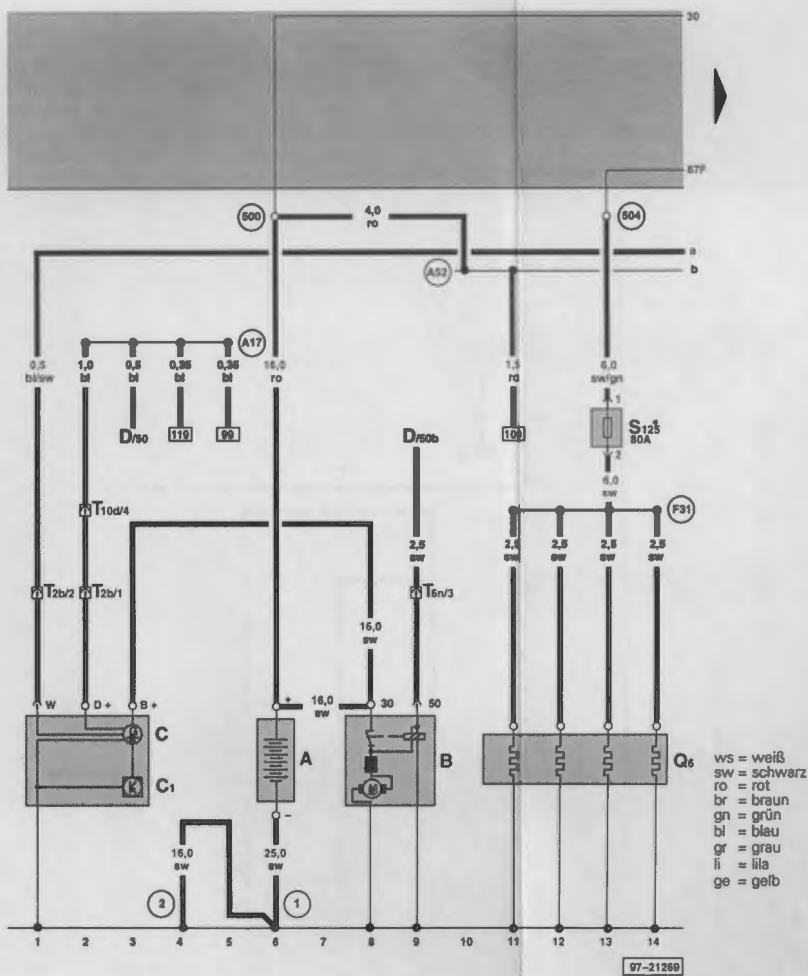 30
87F
500
4,0
ro
504
a
A52
b
A17
0,5
bl/sw
1,0
bl
0,5
bl
0,35
bl
0,35
bl
16,0
ro
1,5
rd
6,0
sw/gn
1
S125
80A
2
D/50
119
99
D/50b
109
6,0
sw
T10d/4
F31
2,5
sw
2,5
sw
2,5
sw
2,5
sw
2,5
sw
T2b/2
T2b/1
T6n/3
16,0
sw
W
D +
B +
+
16,0
sw
30
50
G
C
A
B
M
Q6
C1
ws = weiß
sw = schwarz
ro = rot
br = braun
gn = grün
bl = blau
gr = grau
li = lila
ge = gelb
−
16,0
sw
25,0
sw
2
1
1 2 3 4 5 6 7 8 9 10 11 12 13 14
97-21269